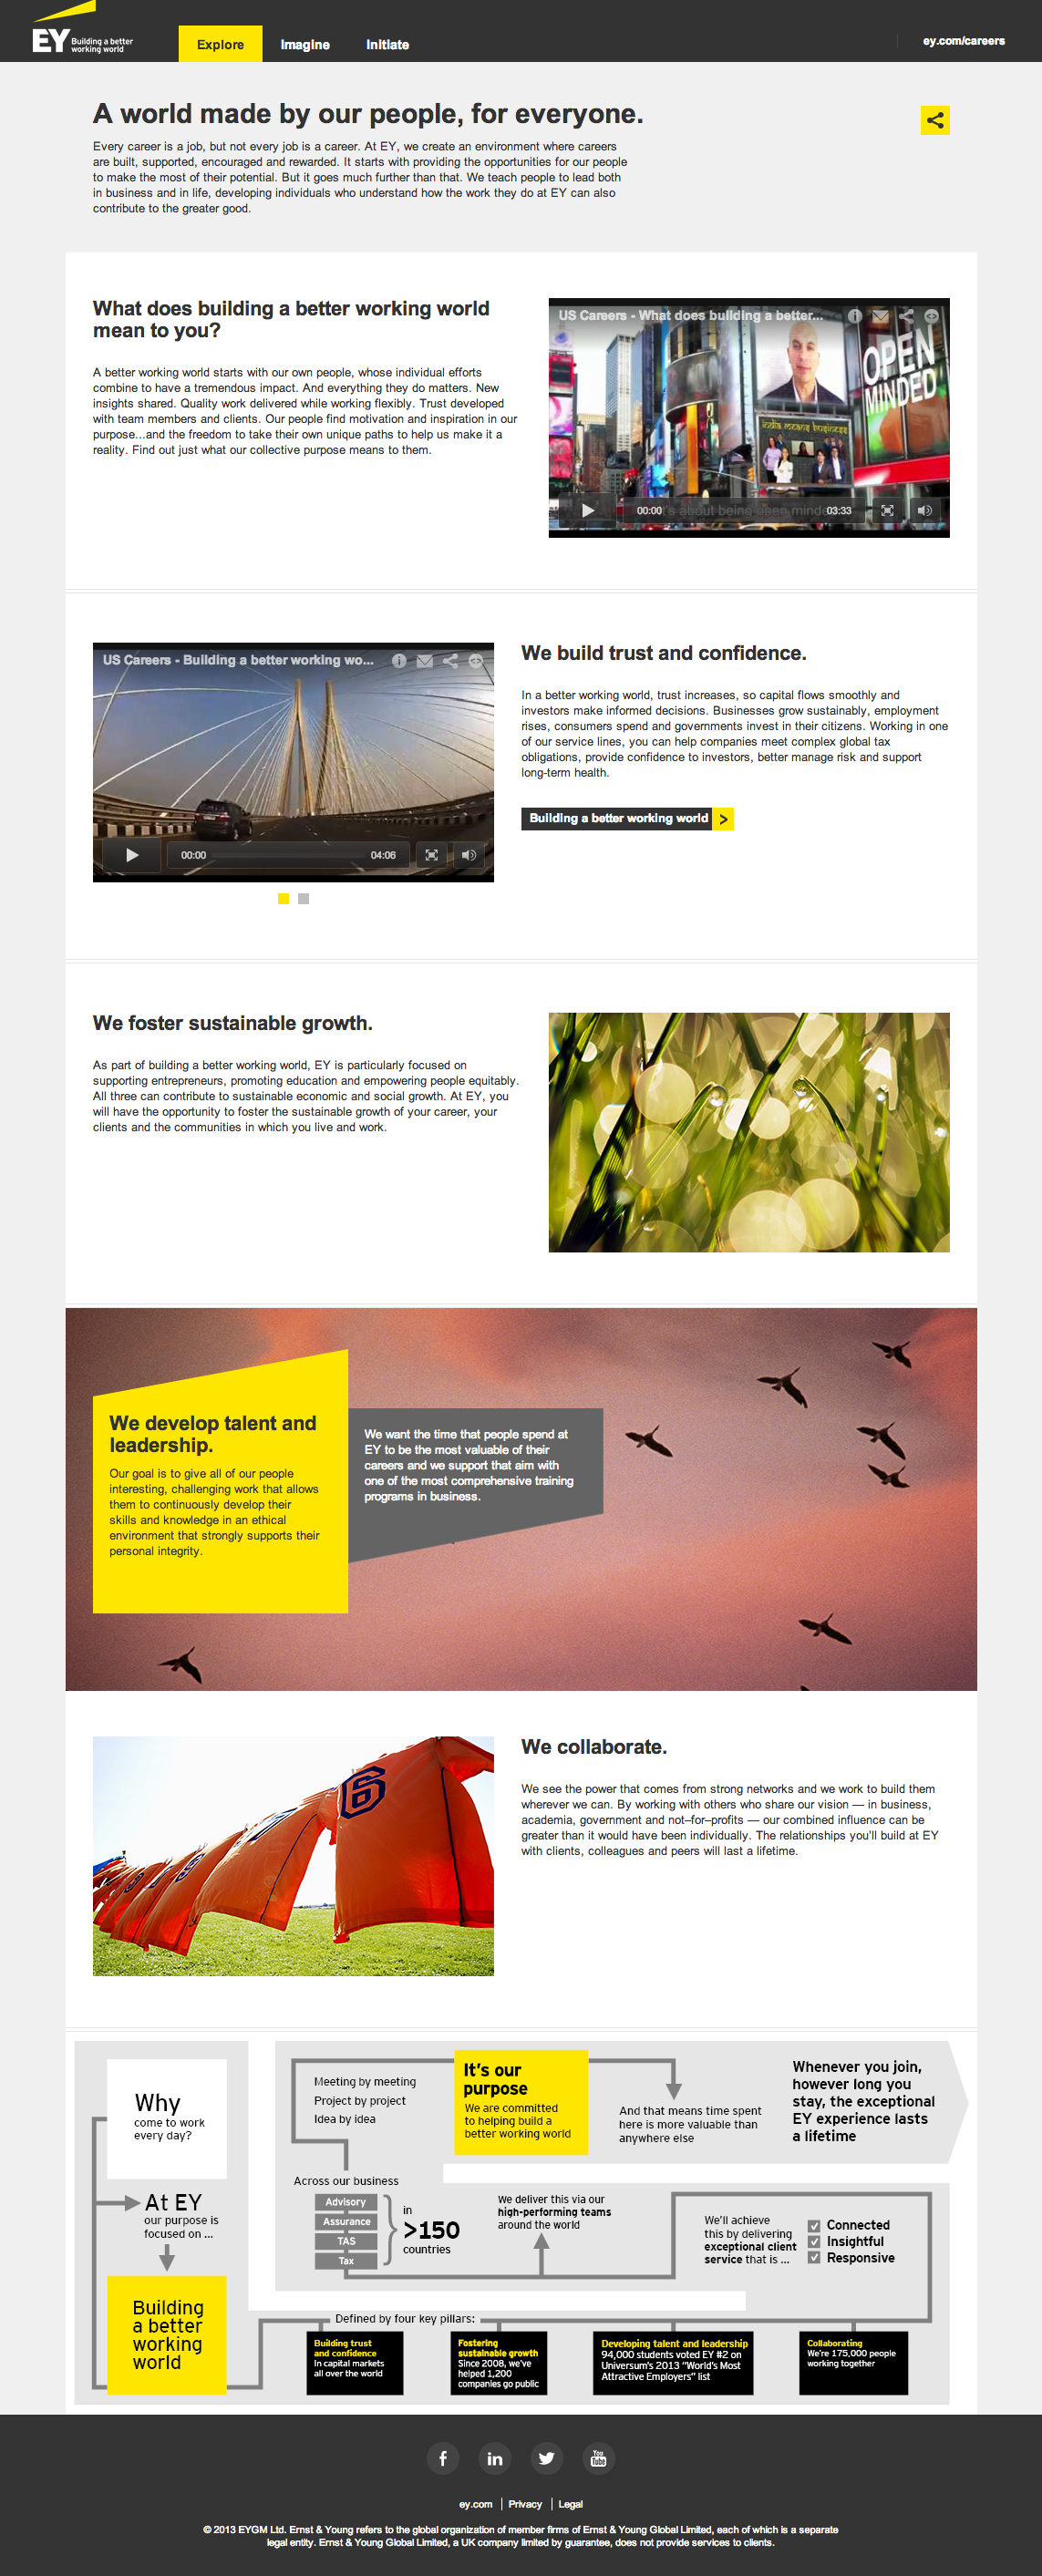 EY Building a better
working world
Explore
Imagine
Initiate
ey.com/careers
A world made by our people, for everyone.
Every career is a job, but not every job is a career. At EY, we create an environment where careers
are built, supported, encouraged and rewarded. It starts with providing the opportunities for our people
to make the most of their potential. But it goes much further than that. We teach people to lead both
in business and in life, developing individuals who understand how the work they do at EY can also
contribute to the greater good.
What does building a better working world
mean to you?
A better working world starts with our own people, whose individual efforts
combine to have a tremendous impact. And everything they do matters. New
insights shared. Quality work delivered while working flexibly. Trust developed
with team members and clients. Our people find motivation and inspiration in our
purpose...and the freedom to take their own unique paths to help us make it a
reality. Find out just what our collective purpose means to them.
US Careers - What does building a better...
OPEN
MINDED
india means business
00:00
's about being open minde
03:33
US Careers - Building a better working wo...
00:00
04:06
We build trust and confidence.
In a better working world, trust increases, so capital flows smoothly and
investors make informed decisions. Businesses grow sustainably, employment
rises, consumers spend and governments invest in their citizens. Working in one
of our service lines, you can help companies meet complex global tax
obligations, provide confidence to investors, better manage risk and support
long-term health.
Building a better working world >
We foster sustainable growth.
As part of building a better working world, EY is particularly focused on
supporting entrepreneurs, promoting education and empowering people equitably.
All three can contribute to sustainable economic and social growth. At EY, you
will have the opportunity to foster the sustainable growth of your career, your
clients and the communities in which you live and work.
We develop talent and
leadership.
Our goal is to give all of our people
interesting, challenging work that allows
them to continuously develop their
skills and knowledge in an ethical
environment that strongly supports their
personal integrity.
We want the time that people spend at
EY to be the most valuable of their
careers and we support that aim with
one of the most comprehensive training
programs in business.
6
We collaborate.
We see the power that comes from strong networks and we work to build them
wherever we can. By working with others who share our vision — in business,
academia, government and not–for–profits — our combined influence can be
greater than it would have been individually. The relationships you'll build at EY
with clients, colleagues and peers will last a lifetime.
Why
come to work
every day?
At EY
our purpose is
focused on ...
Building
a better
working
world
Meeting by meeting
Project by project
Idea by idea
It's our
purpose
We are committed
to helping build a
better working world
And that means time spent
here is more valuable than
anywhere else
Whenever you join,
however long you
stay, the exceptional
EY experience lasts
a lifetime
Across our business
Advisory
Assurance
TAS
Tax
in
>150
countries
We deliver this via our
high-performing teams
around the world
We'll achieve
this by delivering
exceptional client
service that is ...
Connected
Insightful
Responsive
Defined by four key pillars:
Building trust
and confidence
In capital markets
all over the world
Fostering
sustainable growth
Since 2008, we've
helped 1,200
companies go public
Developing talent and leadership
94,000 students voted EY #2 on
Universum's 2013 "World's Most
Attractive Employers" list
Collaborating
We're 175,000 people
working together
f
in
You
Tube
ey.com | Privacy | Legal
© 2013 EYGM Ltd. Ernst & Young refers to the global organization of member firms of Ernst & Young Global Limited, each of which is a separate
legal entity. Ernst & Young Global Limited, a UK company limited by guarantee, does not provide services to clients.